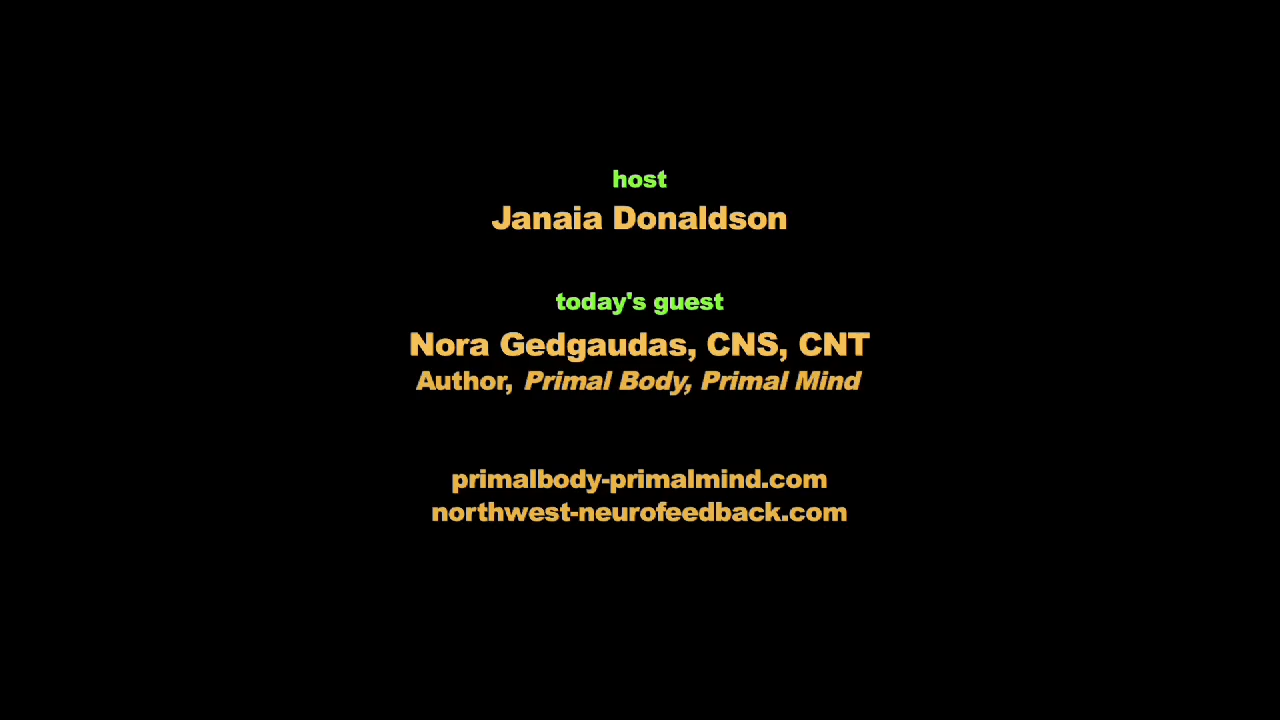 host
Janaia Donaldson
today's guest
Nora Gedgaudas, CNS, CNT
Author, Primal Body, Primal Mind
primalbody-primalmind.com
northwest-neurofeedback.com